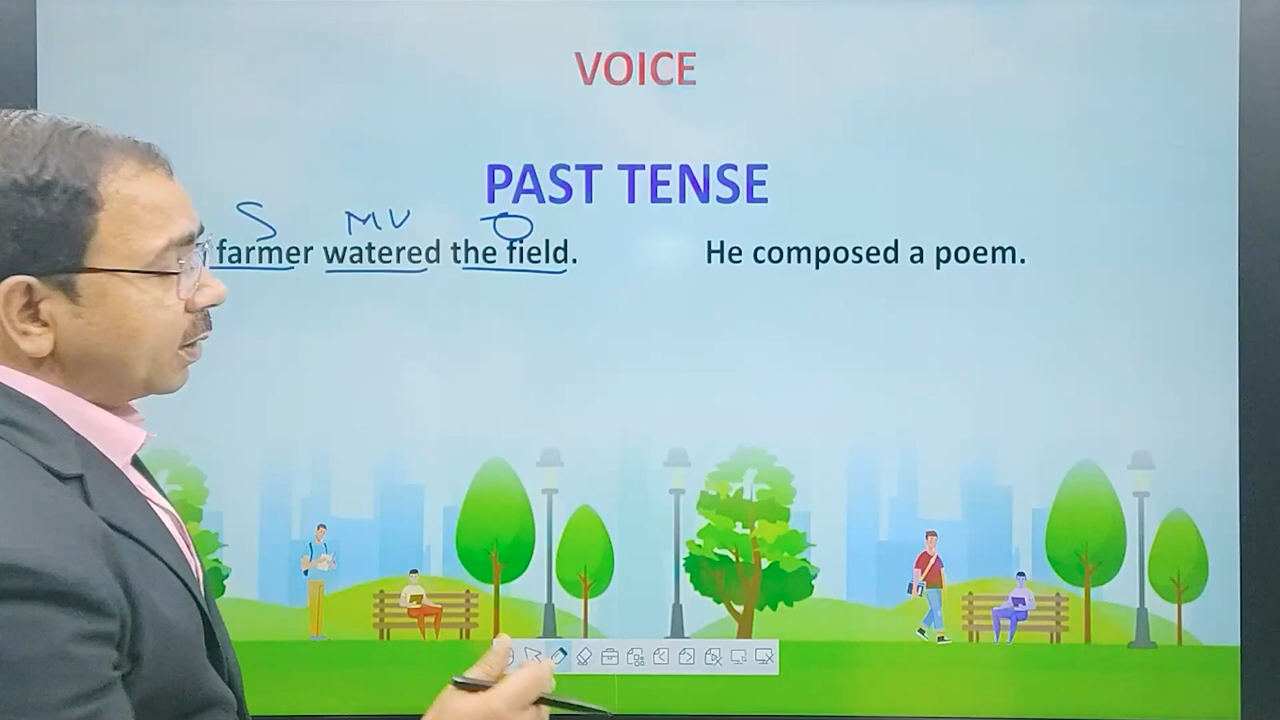 VOICE
PAST TENSE
S MV O
farmer watered the field. He composed a poem.